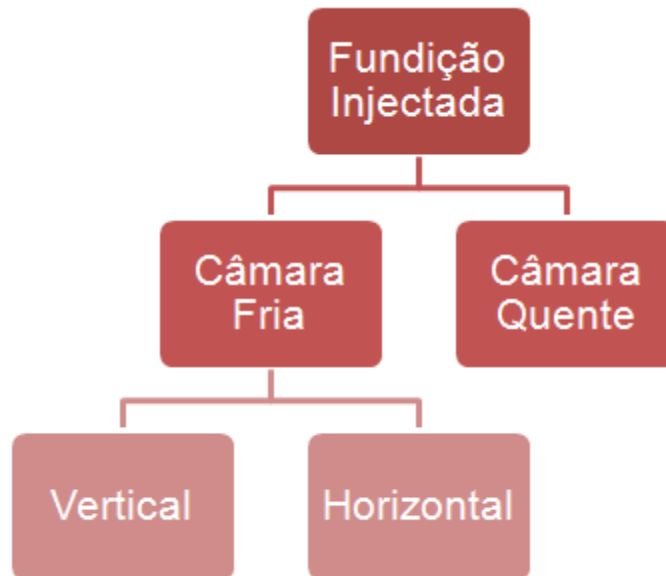 Fundição
Injectada
Câmara
Fria
Câmara
Quente
Vertical
Horizontal